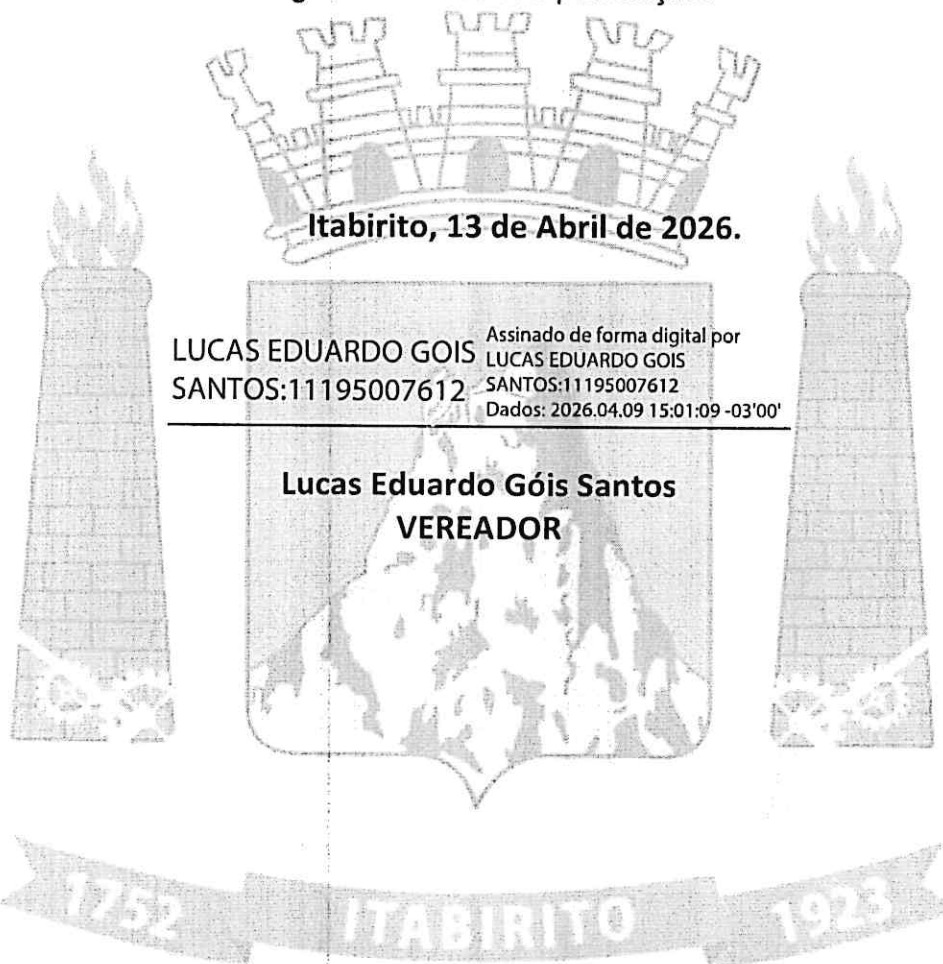 Itabirito, 13 de Abril de 2026.
LUCAS EDUARDO GOIS
SANTOS:11195007612
Assinado de forma digital por
LUCAS EDUARDO GOIS
SANTOS:11195007612
Dados: 2026.04.09 15:01:09 -03'00'
Lucas Eduardo Góis Santos
VEREADOR
1752
ITABIRITO
1923